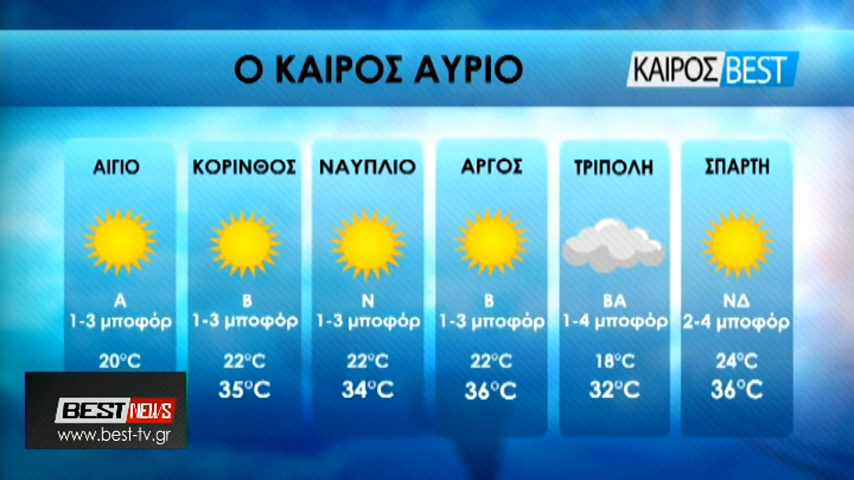 Ο ΚΑΙΡΟΣ ΑΥΡΙΟ
ΚΑΙΡΟΣ BEST
ΑΙΓΙΟ
Α
1-3 μποφόρ
20°C
ΚΟΡΙΝΘΟΣ
Β
1-3 μποφόρ
22°C
35°C
ΝΑΥΠΛΙΟ
Ν
1-3 μποφόρ
22°C
34°C
ΑΡΓΟΣ
Β
1-3 μποφόρ
22°C
36°C
ΤΡΙΠΟΛΗ
ΒΑ
1-4 μποφόρ
18°C
32°C
ΣΠΑΡΤΗ
ΝΔ
2-4 μποφόρ
24°C
36°C
BEST NEWS
www.best-tv.gr